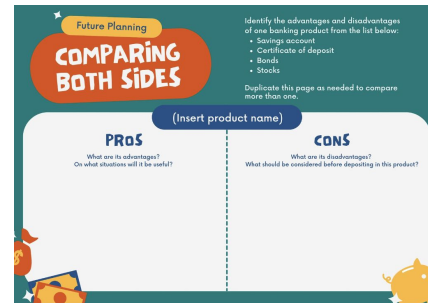 Future Planning
COMPARING
BOTH SIDES
Identify the advantages and disadvantages
of one banking product from the list below:
• Savings account
• Certificate of deposit
• Bonds
• Stocks
Duplicate this page as needed to compare
more than one.
(Insert product name)
PROS
What are its advantages?
On what situations will it be useful?
CONS
What are its disadvantages?
What should be considered before depositing in this product?